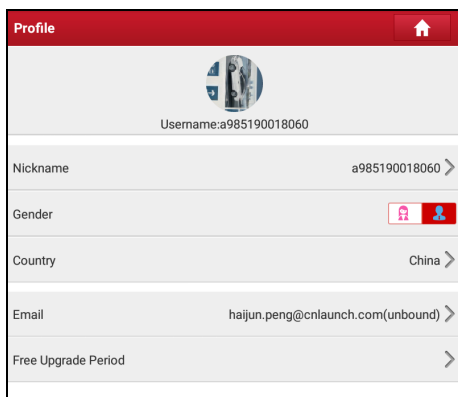 Profile
Username:a985190018060
Nickname a985190018060
Gender
Country China
Email haijun.peng@cnlaunch.com(unbound)
Free Upgrade Period